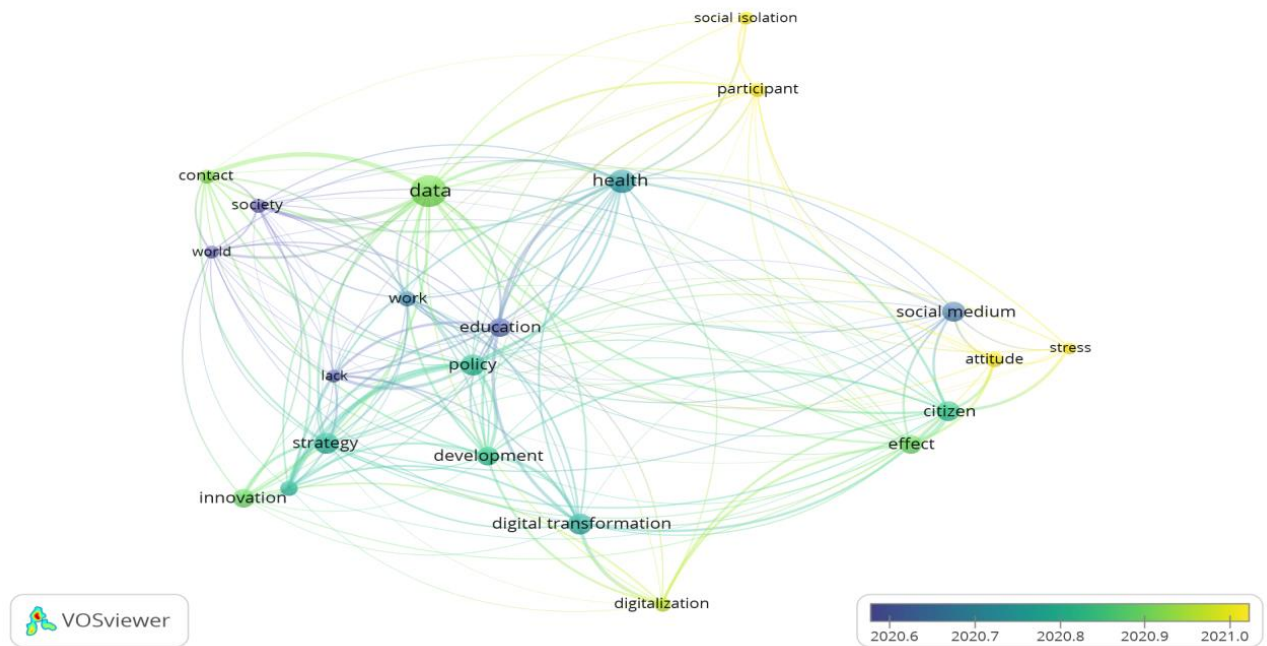 social isolation
participant
contact
data
health
society
world
work
education
social medium
stress
attitude
policy
lack
citizen
strategy
effect
development
innovation
digital transformation
digitalization
VOSviewer
2020.6 2020.7 2020.8 2020.9 2021.0